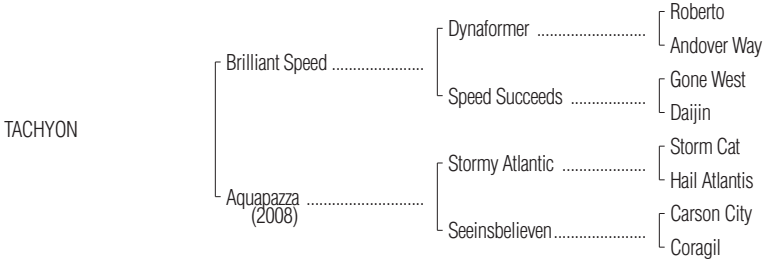 Roberto
Dynaformer ..........................
Andover Way
Brilliant Speed ......................
Gone West
Speed Succeeds ..................
Daijin
TACHYON
Storm Cat
Stormy Atlantic ....................
Hail Atlantis
Aquapazza ............................
(2008)
Carson City
Seeinsbelieven......................
Coragil